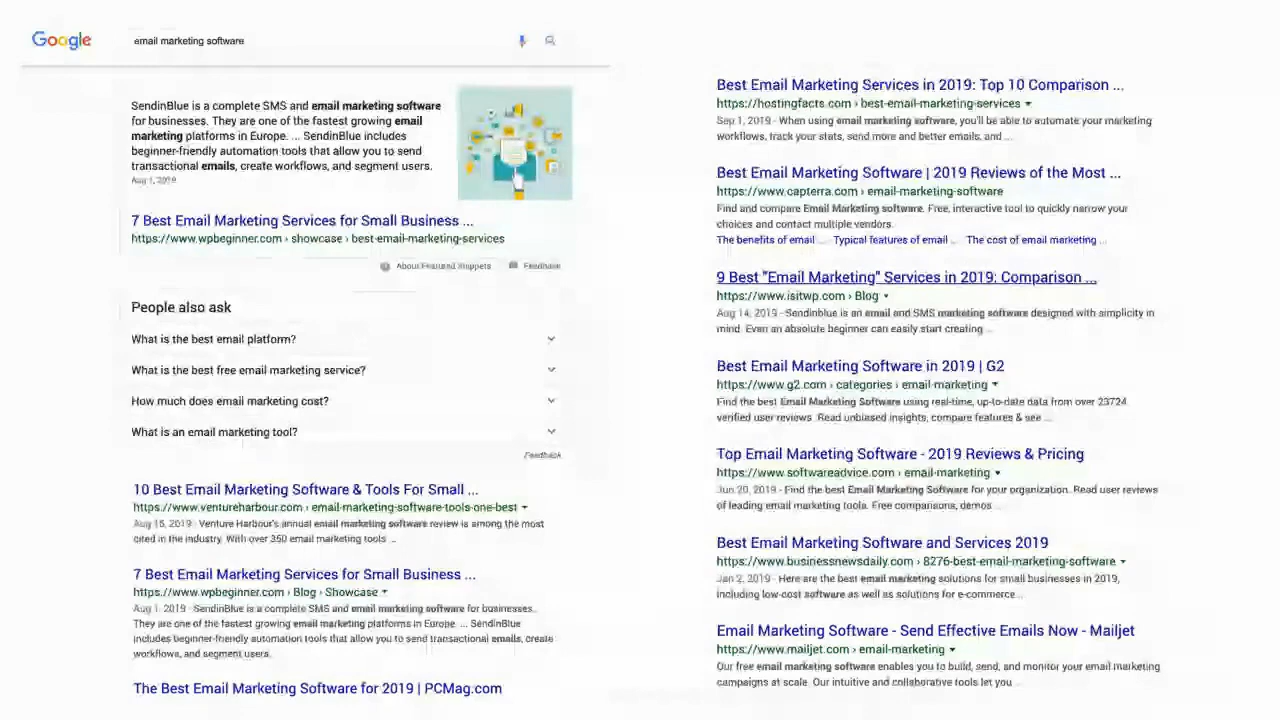 Google
email marketing software
SendinBlue is a complete SMS and email marketing software
for businesses. They are one of the fastest growing email
marketing platforms in Europe. ... SendinBlue includes
beginner-friendly automation tools that allow you to send
transactional emails, create workflows, and segment users.
Aug 1, 2019
7 Best Email Marketing Services for Small Business ...
https://www.wpbeginner.com › showcase › best-email-marketing-services
About Featured Snippets
Feedback
People also ask
What is the best email platform?
What is the best free email marketing service?
How much does email marketing cost?
What is an email marketing tool?
Feedback
10 Best Email Marketing Software & Tools For Small ...
https://www.ventureharbour.com › email-marketing-software-tools-one-best
Aug 15, 2019 - Venture Harbour's annual email marketing software review is among the most
cited in the industry. With over 350 email marketing tools ...
7 Best Email Marketing Services for Small Business ...
https://www.wpbeginner.com › Blog › Showcase
Aug 1, 2019 - SendinBlue is a complete SMS and email marketing software for businesses.
They are one of the fastest growing email marketing platforms in Europe. ... SendinBlue
includes beginner-friendly automation tools that allow you to send transactional emails, create
workflows, and segment users.
The Best Email Marketing Software for 2019 | PCMag.com
Best Email Marketing Services in 2019: Top 10 Comparison ...
https://hostingfacts.com › best-email-marketing-services
Sep 1, 2019 - When using email marketing software, you'll be able to automate your marketing
workflows, track your stats, send more and better emails, and ...
Best Email Marketing Software | 2019 Reviews of the Most ...
https://www.capterra.com › email-marketing-software
Find and compare Email Marketing software. Free, interactive tool to quickly narrow your
choices and contact multiple vendors.
The benefits of email ... Typical features of email ... The cost of email marketing ...
9 Best "Email Marketing" Services in 2019: Comparison ...
https://www.isitwp.com › Blog
Aug 14, 2019 - Sendinblue is an email and SMS marketing software designed with simplicity in
mind. Even an absolute beginner can easily start creating ...
Best Email Marketing Software in 2019 | G2
https://www.g2.com › categories › email-marketing
Find the best Email Marketing Software using real-time, up-to-date data from over 23724
verified user reviews. Read unbiased insights, compare features & see ...
Top Email Marketing Software - 2019 Reviews & Pricing
https://www.softwareadvice.com › email-marketing
Jun 20, 2019 - Find the best Email Marketing Software for your organization. Read user reviews
of leading email marketing tools. Free comparisons, demos ...
Best Email Marketing Software and Services 2019
https://www.businessnewsdaily.com › 8276-best-email-marketing-software
Jan 2, 2019 - Here are the best email marketing solutions for small businesses in 2019,
including low-cost software as well as solutions for e-commerce ...
Email Marketing Software - Send Effective Emails Now - Mailjet
https://www.mailjet.com › email-marketing
Our free email marketing software enables you to build, send, and monitor your email marketing
campaigns at scale. Our intuitive and collaborative tools let you ...